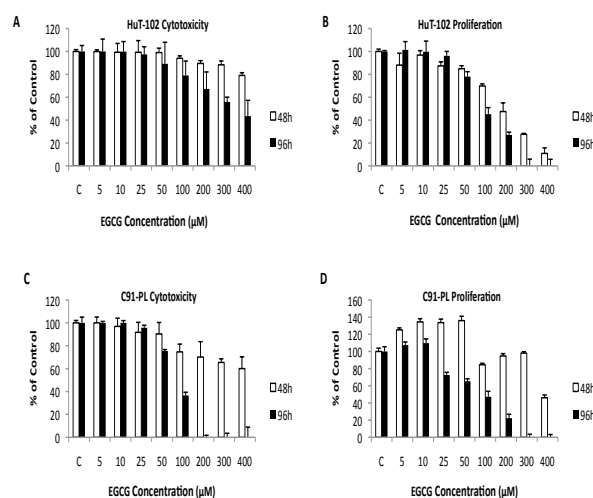 A
HuT-102 Cytotoxicity
% of Control
120
100
80
60
40
20
0
C 5 10 25 50 100 200 300 400
EGCG Concentration (µM)
48h
96h
B
HuT-102 Proliferation
% of Control
120
100
80
60
40
20
0
C 5 10 25 50 100 200 300 400
EGCG Concentration (µM)
48h
96h
C
C91-PL Cytotoxicity
% of Control
120
100
80
60
40
20
0
C 5 10 25 50 100 200 300 400
EGCG Concentration (µM)
48h
96h
D
C91-PL Proliferation
% of Control
160
140
120
100
80
60
40
20
0
C 5 10 25 50 100 200 300 400
EGCG Concentration (µM)
48h
96h